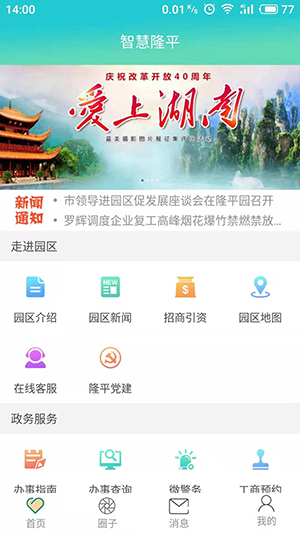 14:00
0.01 K/s
77
智慧隆平
庆祝改革开放40周年
爱上湖南
最美摄影图片展征集评选活动
新闻通知
市领导进园区促发展座谈会在隆平园召开
罗辉调度企业复工高峰烟花爆竹禁燃禁放...
走进园区
园区介绍
NEWS
园区新闻
招商引资
园区地图
在线客服
隆平党建
政务服务
办事指南
办事查询
微警务
工商预约
首页
圈子
消息
我的